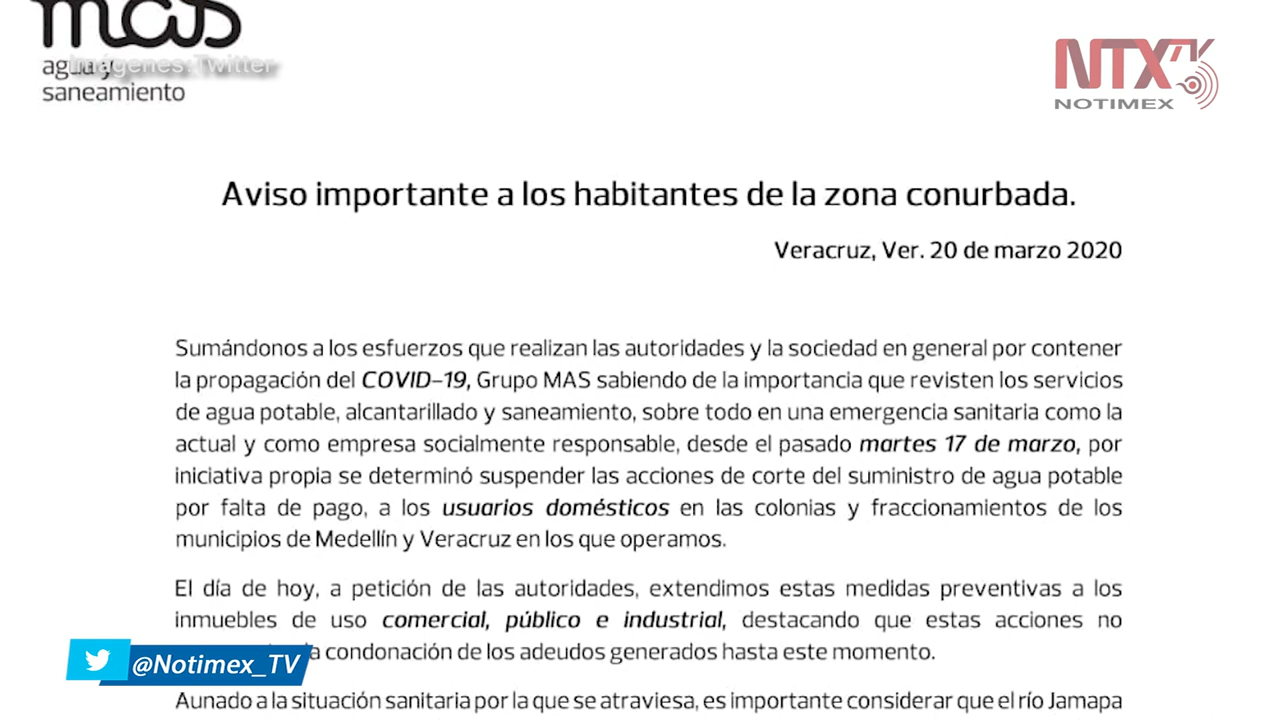 mas
agua y
saneamiento
Imágenes: Twitter
NTX TV
NOTIMEX
Aviso importante a los habitantes de la zona conurbada.
Veracruz, Ver. 20 de marzo 2020
Sumándonos a los esfuerzos que realizan las autoridades y la sociedad en general por contener
la propagación del COVID–19, Grupo MAS sabiendo de la importancia que revisten los servicios
de agua potable, alcantarillado y saneamiento, sobre todo en una emergencia sanitaria como la
actual y como empresa socialmente responsable, desde el pasado martes 17 de marzo, por
iniciativa propia se determinó suspender las acciones de corte del suministro de agua potable
por falta de pago, a los usuarios domésticos en las colonias y fraccionamientos de los
municipios de Medellín y Veracruz en los que operamos.
El día de hoy, a petición de las autoridades, extendimos estas medidas preventivas a los
inmuebles de uso comercial, público e industrial, destacando que estas acciones no
condonación de los adeudos generados hasta este momento.
@Notimex_TV
Aunado a la situación sanitaria por la que se atraviesa, es importante considerar que el río Jamapa